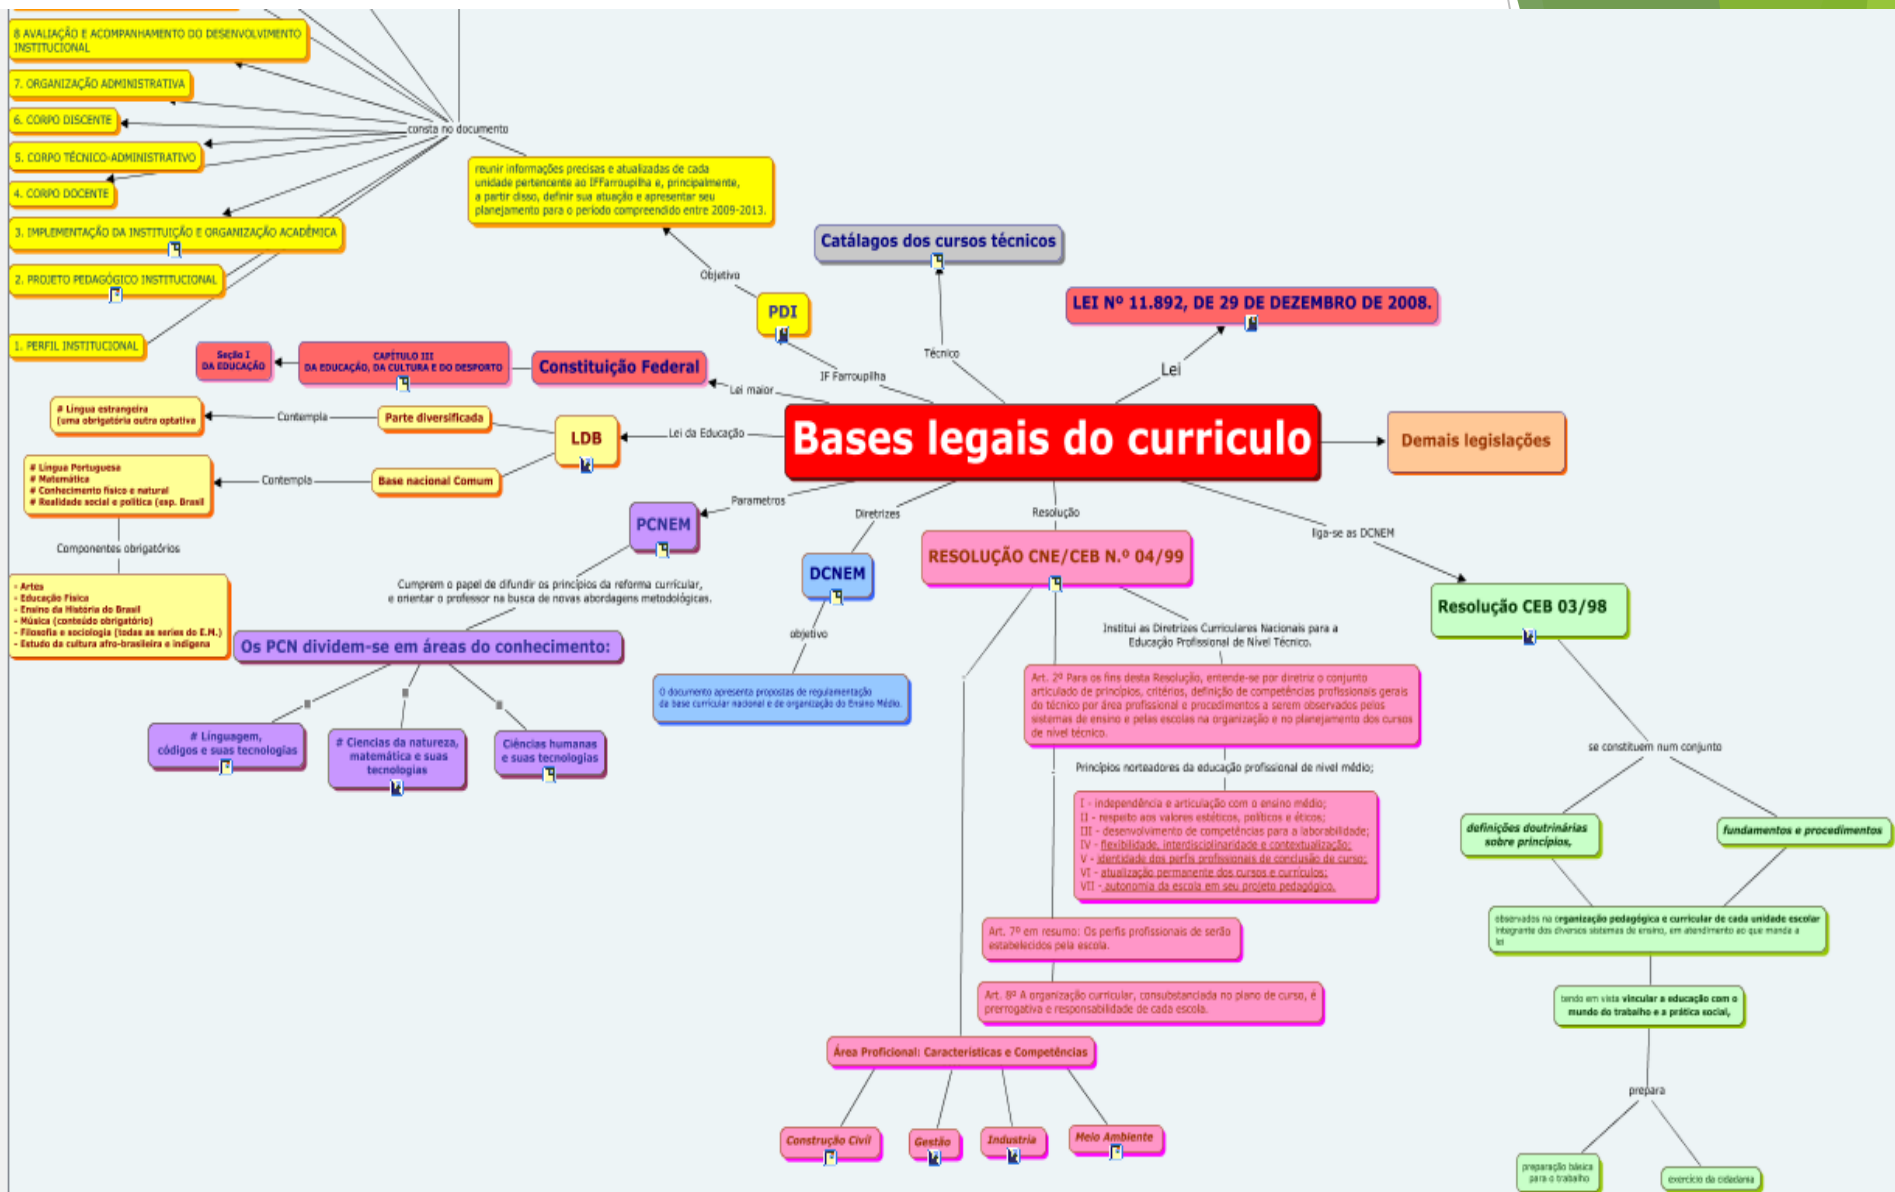 8 AVALIAÇÃO E ACOMPANHAMENTO DO DESENVOLVIMENTO
INSTITUCIONAL
7. ORGANIZAÇÃO ADMINISTRATIVA
6. CORPO DISCENTE
5. CORPO TÉCNICO-ADMINISTRATIVO
4. CORPO DOCENTE
3. IMPLEMENTAÇÃO DA INSTITUIÇÃO E ORGANIZAÇÃO ACADÊMICA
2. PROJETO PEDAGÓGICO INSTITUCIONAL
1. PERFIL INSTITUCIONAL
consta no documento
reunir informações precisas e atualizadas de cada
unidade pertencente ao IFFarroupilha e, principalmente,
a partir disso, definir sua atuação e apresentar seu
planejamento para o período compreendido entre 2009-2013.
Objetivo
PDI
IF Farroupilha
Catálagos dos cursos técnicos
Técnico
LEI Nº 11.892, DE 29 DE DEZEMBRO DE 2008.
Lei
Seção I
DA EDUCAÇÃO
CAPÍTULO III
DA EDUCAÇÃO, DA CULTURA E DO DESPORTO
Constituição Federal
Lei maior
Bases legais do curriculo
Demais legislações
# Língua estrangeira
(uma obrigatória outra optativa
Contempla
Parte diversificada
LDB
Lei da Educação
# Língua Portuguesa
# Matemática
# Conhecimento físico e natural
# Realidade social e política (esp. Brasil
Contempla
Base nacional Comum
Componentes obrigatórios
- Artes
- Educação Física
- Ensino da História do Brasil
- Música (conteúdo obrigatório)
- Filosofia e sociologia (todas as series do E.M.)
- Estudo da cultura afro-brasileira e indígena
Parametros
PCNEM
Cumprem o papel de difundir os princípios da reforma curricular,
e orientar o professor na busca de novas abordagens metodológicas.
Os PCN dividem-se em áreas do conhecimento:
# Línguagem,
códigos e suas tecnologias
# Ciencias da natureza,
matemática e suas
tecnologias
Ciências humanas
e suas tecnologias
Diretrizes
DCNEM
objetivo
O documento apresenta propostas de regulamentação
da base curricular nacional e de organização do Ensino Médio.
Resolução
RESOLUÇÃO CNE/CEB N.º 04/99
Institui as Diretrizes Curriculares Nacionais para a
Educação Profissional de Nível Técnico.
Art. 2º Para os fins desta Resolução, entende-se por diretriz o conjunto
articulado de princípios, critérios, definição de competências profissionais gerais
do técnico por área profissional e procedimentos a serem observados pelos
sistemas de ensino e pelas escolas na organização e no planejamento dos cursos
de nível técnico.
Princípios norteadores da educação profissional de nivel médio;
I - independência e articulação com o ensino médio;
II - respeito aos valores estéticos, políticos e éticos;
III - desenvolvimento de competências para a laborabilidade;
IV - flexibilidade, interdisciplinaridade e contextualização;
V - identidade dos perfis profissionais de conclusão de curso;
VI - atualização permanente dos cursos e currículos;
VII - autonomia da escola em seu projeto pedagógico.
Art. 7º em resumo: Os perfis profissionais de serão
estabelecidos pela escola.
Art. 8º A organização curricular, consubstanciada no plano de curso, é
prerrogativa e responsabilidade de cada escola.
Área Proficional: Características e Competências
Construção Civíl
Gestão
Industria
Meio Ambiente
liga-se as DCNEM
Resolução CEB 03/98
se constituem num conjunto
definições doutrinárias
sobre princípios,
fundamentos e procedimentos
observados na organização pedagógica e curricular de cada unidade escolar
integrante dos diversos sistemas de ensino, em atendimento ao que manda a
lei
tendo em vista vincular a educação com o
mundo do trabalho e a prática social,
prepara
preparação básica
para o trabalho
exercício da cidadania